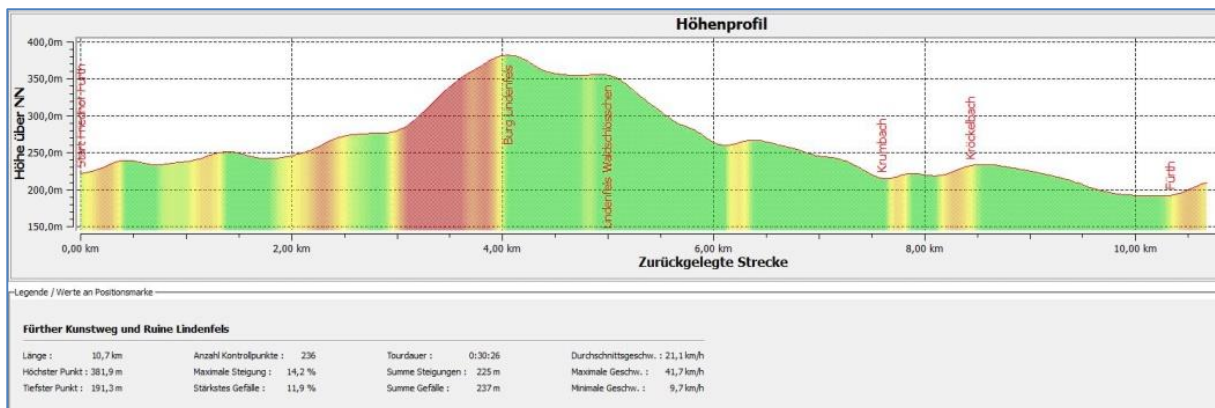 Höhenprofil
Höhe über NN
400,0m
350,0m
300,0m
250,0m
200,0m
150,0m
Start Friedhof Fürth
Burg Lindenfels
Lindenfels Waldschlösschen
Krumbach
Kröckelbach
Fürth
0,00 km 2,00 km 4,00 km 6,00 km 8,00 km 10,00 km
Zurückgelegte Strecke
Legende / Werte an Positionsmarke
Further Kunstweg und Ruine Lindenfels
Länge : 10,7 km Anzahl Kontrollpunkte : 236 Tourdauer : 0:30:26 Durchschnittsgeschw. : 21,1 km/h
Höchster Punkt : 381,9 m Maximale Steigung : 14,2 % Summe Steigungen : 225 m Maximale Geschw. : 41,7 km/h
Tiefster Punkt : 191,3 m Stärkstes Gefälle : 11,9 % Summe Gefälle : 237 m Minimale Geschw. : 9,7 km/h